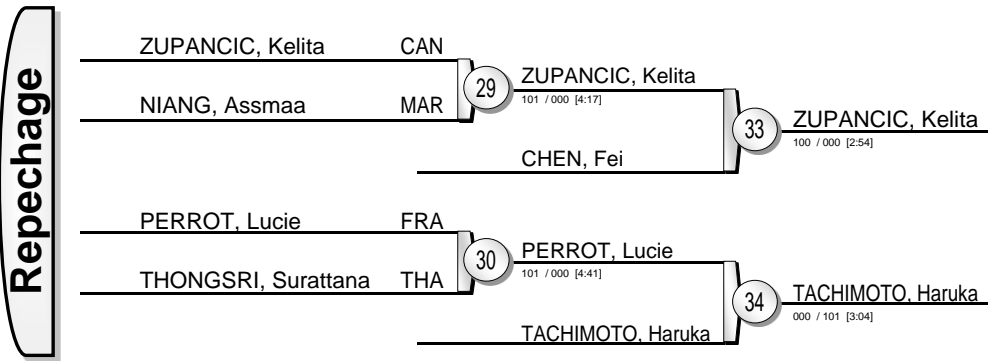 Repechage
ZUPANCIC, Kelita CAN
NIANG, Assmaa MAR
29
ZUPANCIC, Kelita
101 / 000 [4:17]
CHEN, Fei
33
ZUPANCIC, Kelita
100 / 000 [2:54]
PERROT, Lucie FRA
THONGSRI, Surattana THA
30
PERROT, Lucie
101 / 000 [4:41]
TACHIMOTO, Haruka
34
TACHIMOTO, Haruka
000 / 101 [3:04]